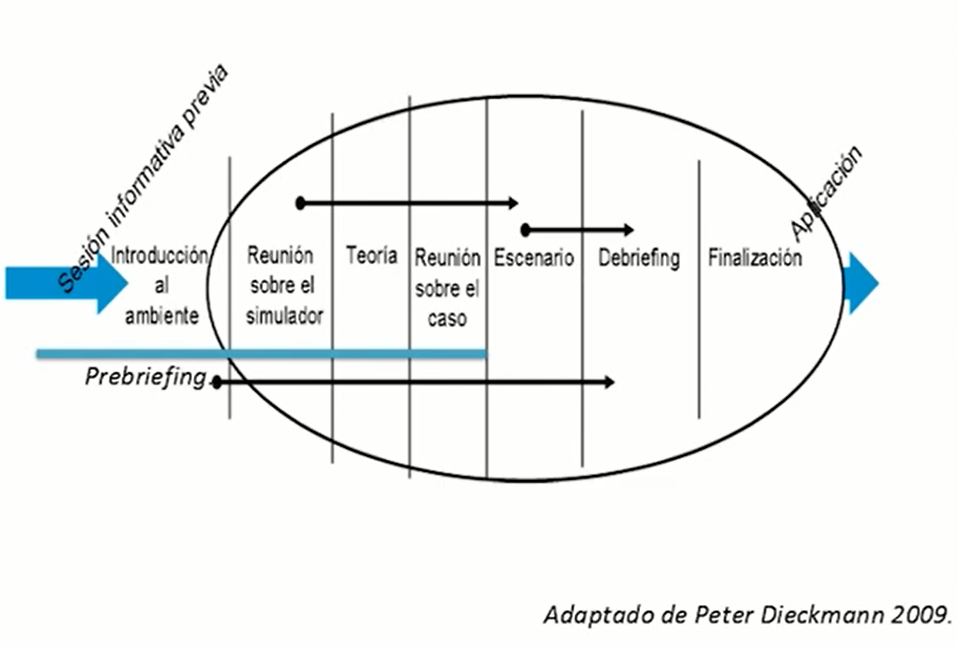 Sesión informativa previa
Introducción
al
ambiente
Reunión
sobre el
simulador
Teoría
Reunión
sobre el
caso
Escenario
Debriefing
Finalización
Aplicación
Prebriefing.
Adaptado de Peter Dieckmann 2009.